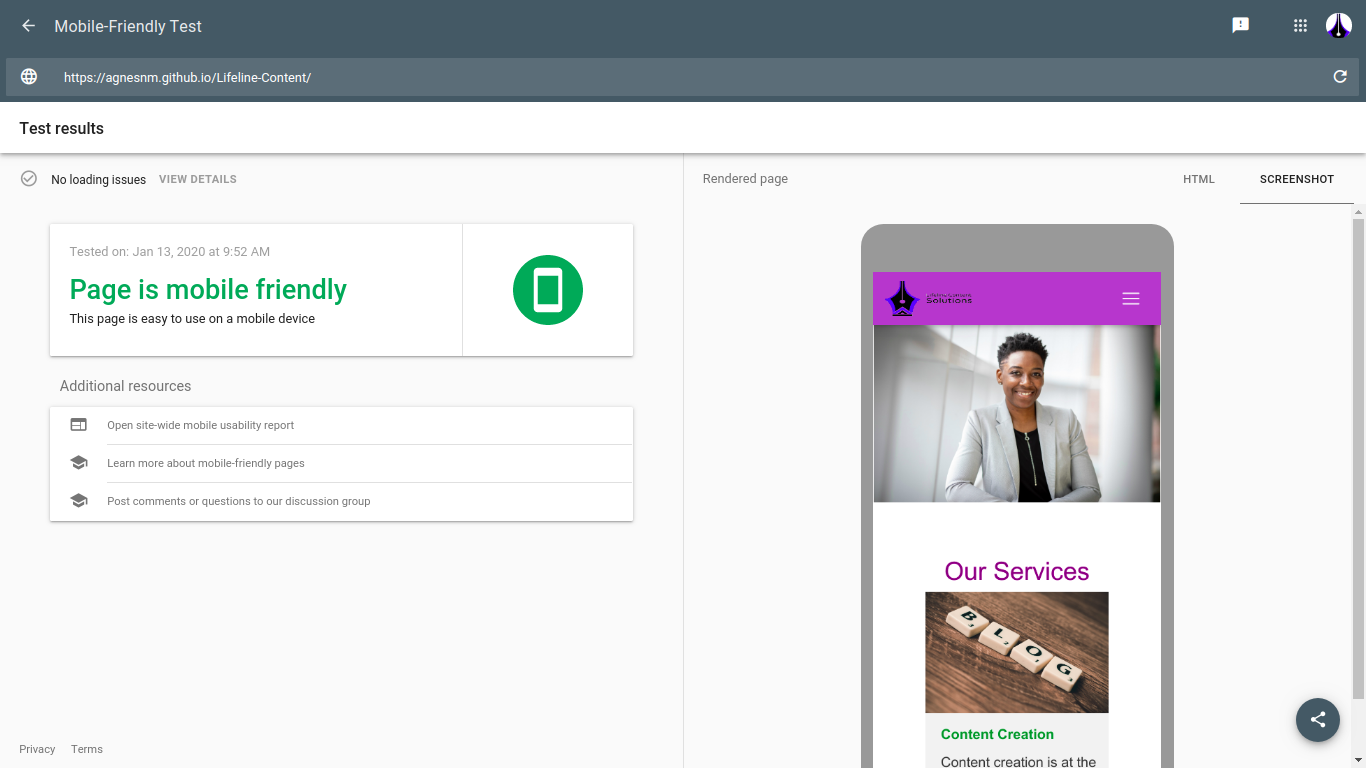 Mobile-Friendly Test
https://agnesnm.github.io/Lifeline-Content/
Test results
No loading issues VIEW DETAILS
Tested on: Jan 13, 2020 at 9:52 AM
Page is mobile friendly
This page is easy to use on a mobile device
Additional resources
Open site-wide mobile usability report
Learn more about mobile-friendly pages
Post comments or questions to our discussion group
Privacy Terms
Rendered page HTML SCREENSHOT
Solutions
Our Services
B L O G
Content Creation
Content creation is at the